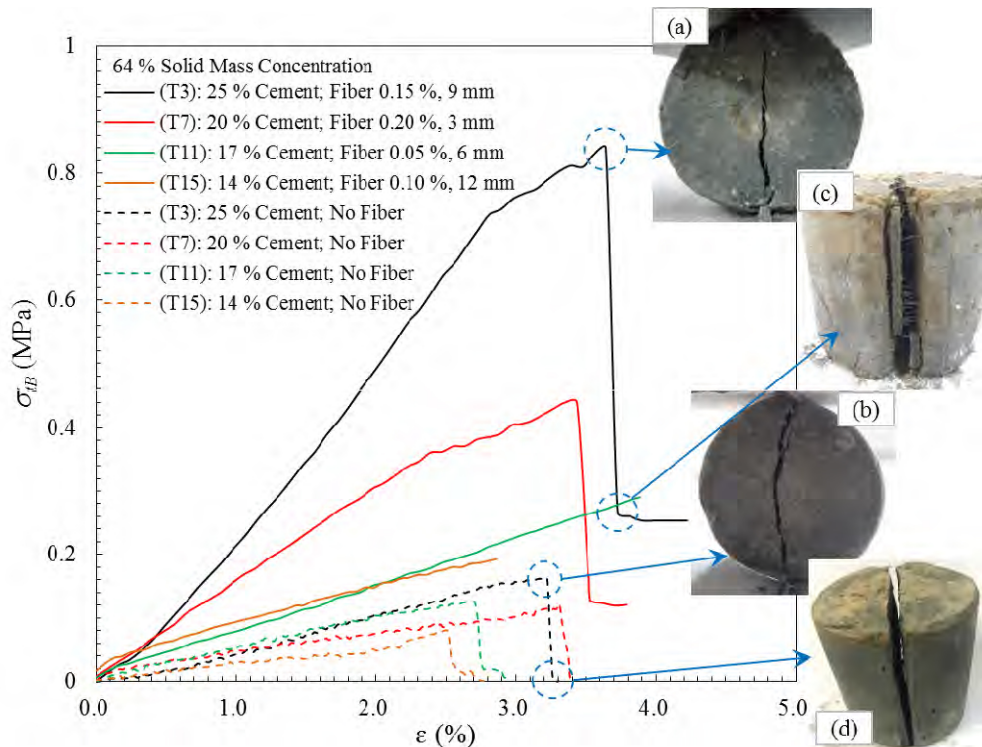 (a)
1
64 % Solid Mass Concentration
(T3): 25 % Cement; Fiber 0.15 %, 9 mm
(T7): 20 % Cement; Fiber 0.20 %, 3 mm
(T11): 17 % Cement; Fiber 0.05 %, 6 mm
(T15): 14 % Cement; Fiber 0.10 %, 12 mm
(T3): 25 % Cement; No Fiber
(T7): 20 % Cement; No Fiber
(T11): 17 % Cement; No Fiber
(T15): 14 % Cement; No Fiber
0.8
(c)
0.6
σtB (MPa)
0.4
(b)
0.2
0
0.0 1.0 2.0 3.0 4.0 5.0
ε (%)
(d)